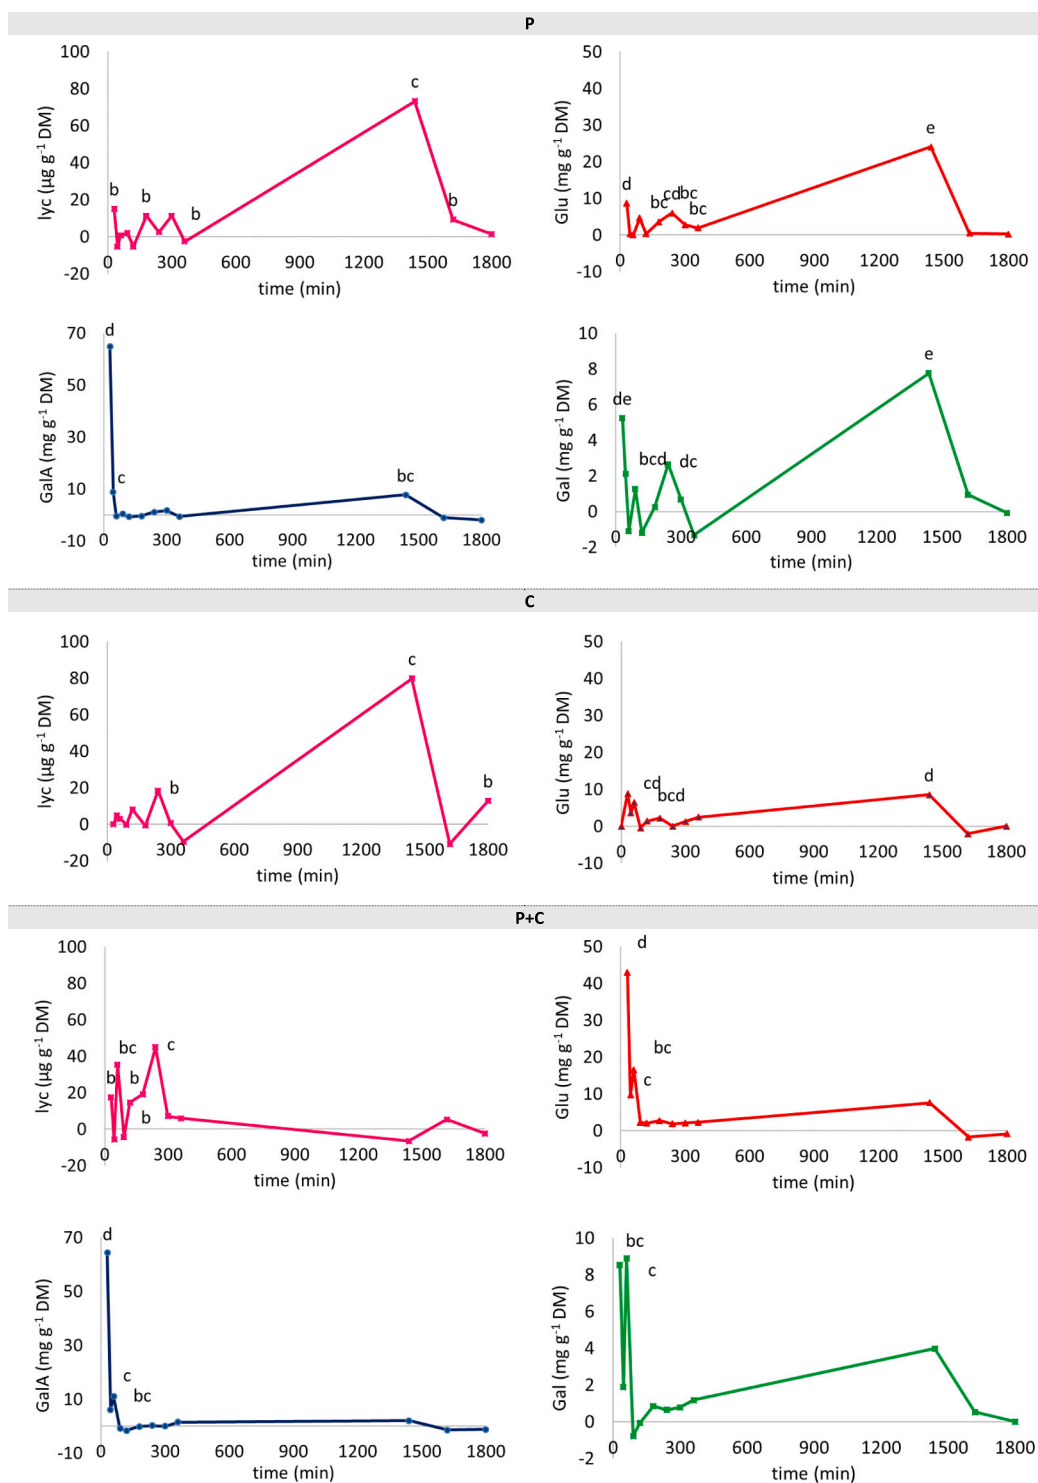 P
100
80
60
40
20
0
-20
lyc (µg g-1 DM)
b
b
b
c
b
0 300 600 900 1200 1500 1800
time (min)
50
40
30
20
10
0
-10
Glu (mg g-1 DM)
d
bc
cd
bc
bc
e
0 300 600 900 1200 1500 1800
time (min)
70
50
30
10
-10
GalA (mg g-1 DM)
d
c
bc
0 300 600 900 1200 1500 1800
time (min)
10
8
6
4
2
0
-2
Gal (mg g-1 DM)
de
bcd
dc
e
0 300 600 900 1200 1500 1800
time (min)
C
100
80
60
40
20
0
-20
lyc (µg g-1 DM)
b
c
b
0 300 600 900 1200 1500 1800
time (min)
50
40
30
20
10
0
-10
Glu (mg g-1 DM)
cd
bcd
d
0 300 600 900 1200 1500 1800
time (min)
P+C
100
80
60
40
20
0
-20
lyc (µg g-1 DM)
b
bc
b
b
c
0 300 600 900 1200 1500 1800
time (min)
50
40
30
20
10
0
-10
Glu (mg g-1 DM)
d
bc
c
0 300 600 900 1200 1500 1800
time (min)
70
50
30
10
-10
GalA (mg g-1 DM)
d
c
bc
0 300 600 900 1200 1500 1800
time (min)
10
8
6
4
2
0
-2
Gal (mg g-1 DM)
bc
c
0 300 600 900 1200 1500 1800
time (min)